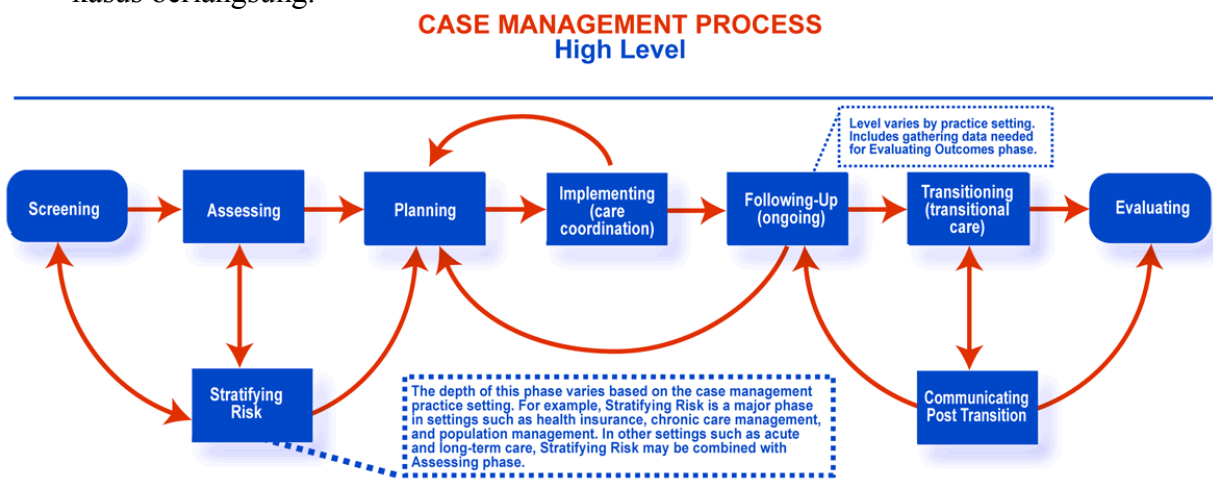 kasus berlangsung.
CASE MANAGEMENT PROCESS
High Level
Level varies by practice setting.
Includes gathering data needed
for Evaluating Outcomes phase.
Screening
Assessing
Planning
Implementing
(care
coordination)
Following-Up
(ongoing)
Transitioning
(transitional
care)
Evaluating
Stratifying
Risk
The depth of this phase varies based on the case management
practice setting. For example, Stratifying Risk is a major phase
in settings such as health insurance, chronic care management,
and population management. In other settings such as acute
and long-term care, Stratifying Risk may be combined with
Assessing phase.
Communicating
Post Transition